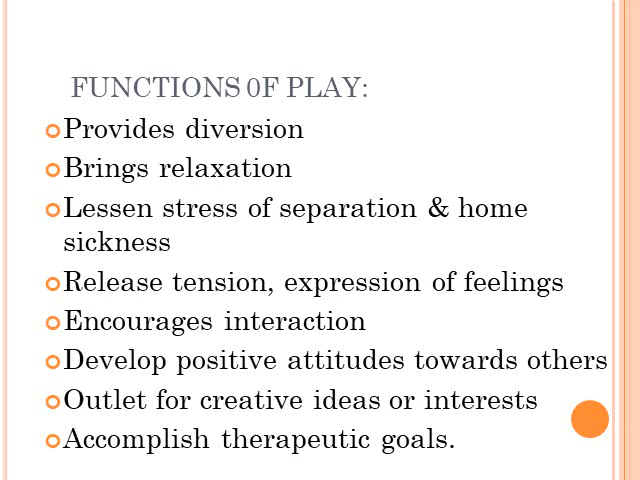 FUNCTIONS 0F PLAY:
Provides diversion
Brings relaxation
Lessen stress of separation & home
sickness
Release tension, expression of feelings
Encourages interaction
Develop positive attitudes towards others
Outlet for creative ideas or interests
Accomplish therapeutic goals.